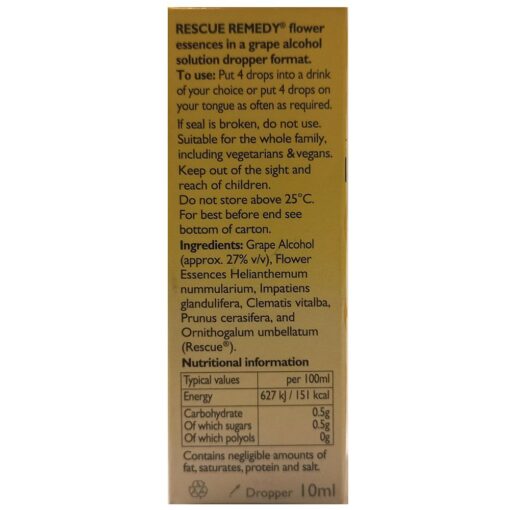 RESCUE REMEDY® flower
essences in a grape alcohol
solution dropper format.
To use: Put 4 drops into a drink
of your choice or put 4 drops on
your tongue as often as required.
If seal is broken, do not use.
Suitable for the whole family,
including vegetarians & vegans.
Keep out of the sight and
reach of children.
Do not store above 25°C.
For best before end see
bottom of carton.
Ingredients: Grape Alcohol
(approx. 27% v/v), Flower
Essences Helianthemum
nummularium, Impatiens
glandulifera, Clematis vitalba,
Prunus cerasifera, and
Ornithogalum umbellatum
(Rescue®).
Nutritional information
Typical values per 100ml
Energy 627 kJ / 151 kcal
Carbohydrate 0.5g
Of which sugars 0.5g
Of which polyols 0g
Contains negligible amounts of
fat, saturates, protein and salt.
Dropper 10ml